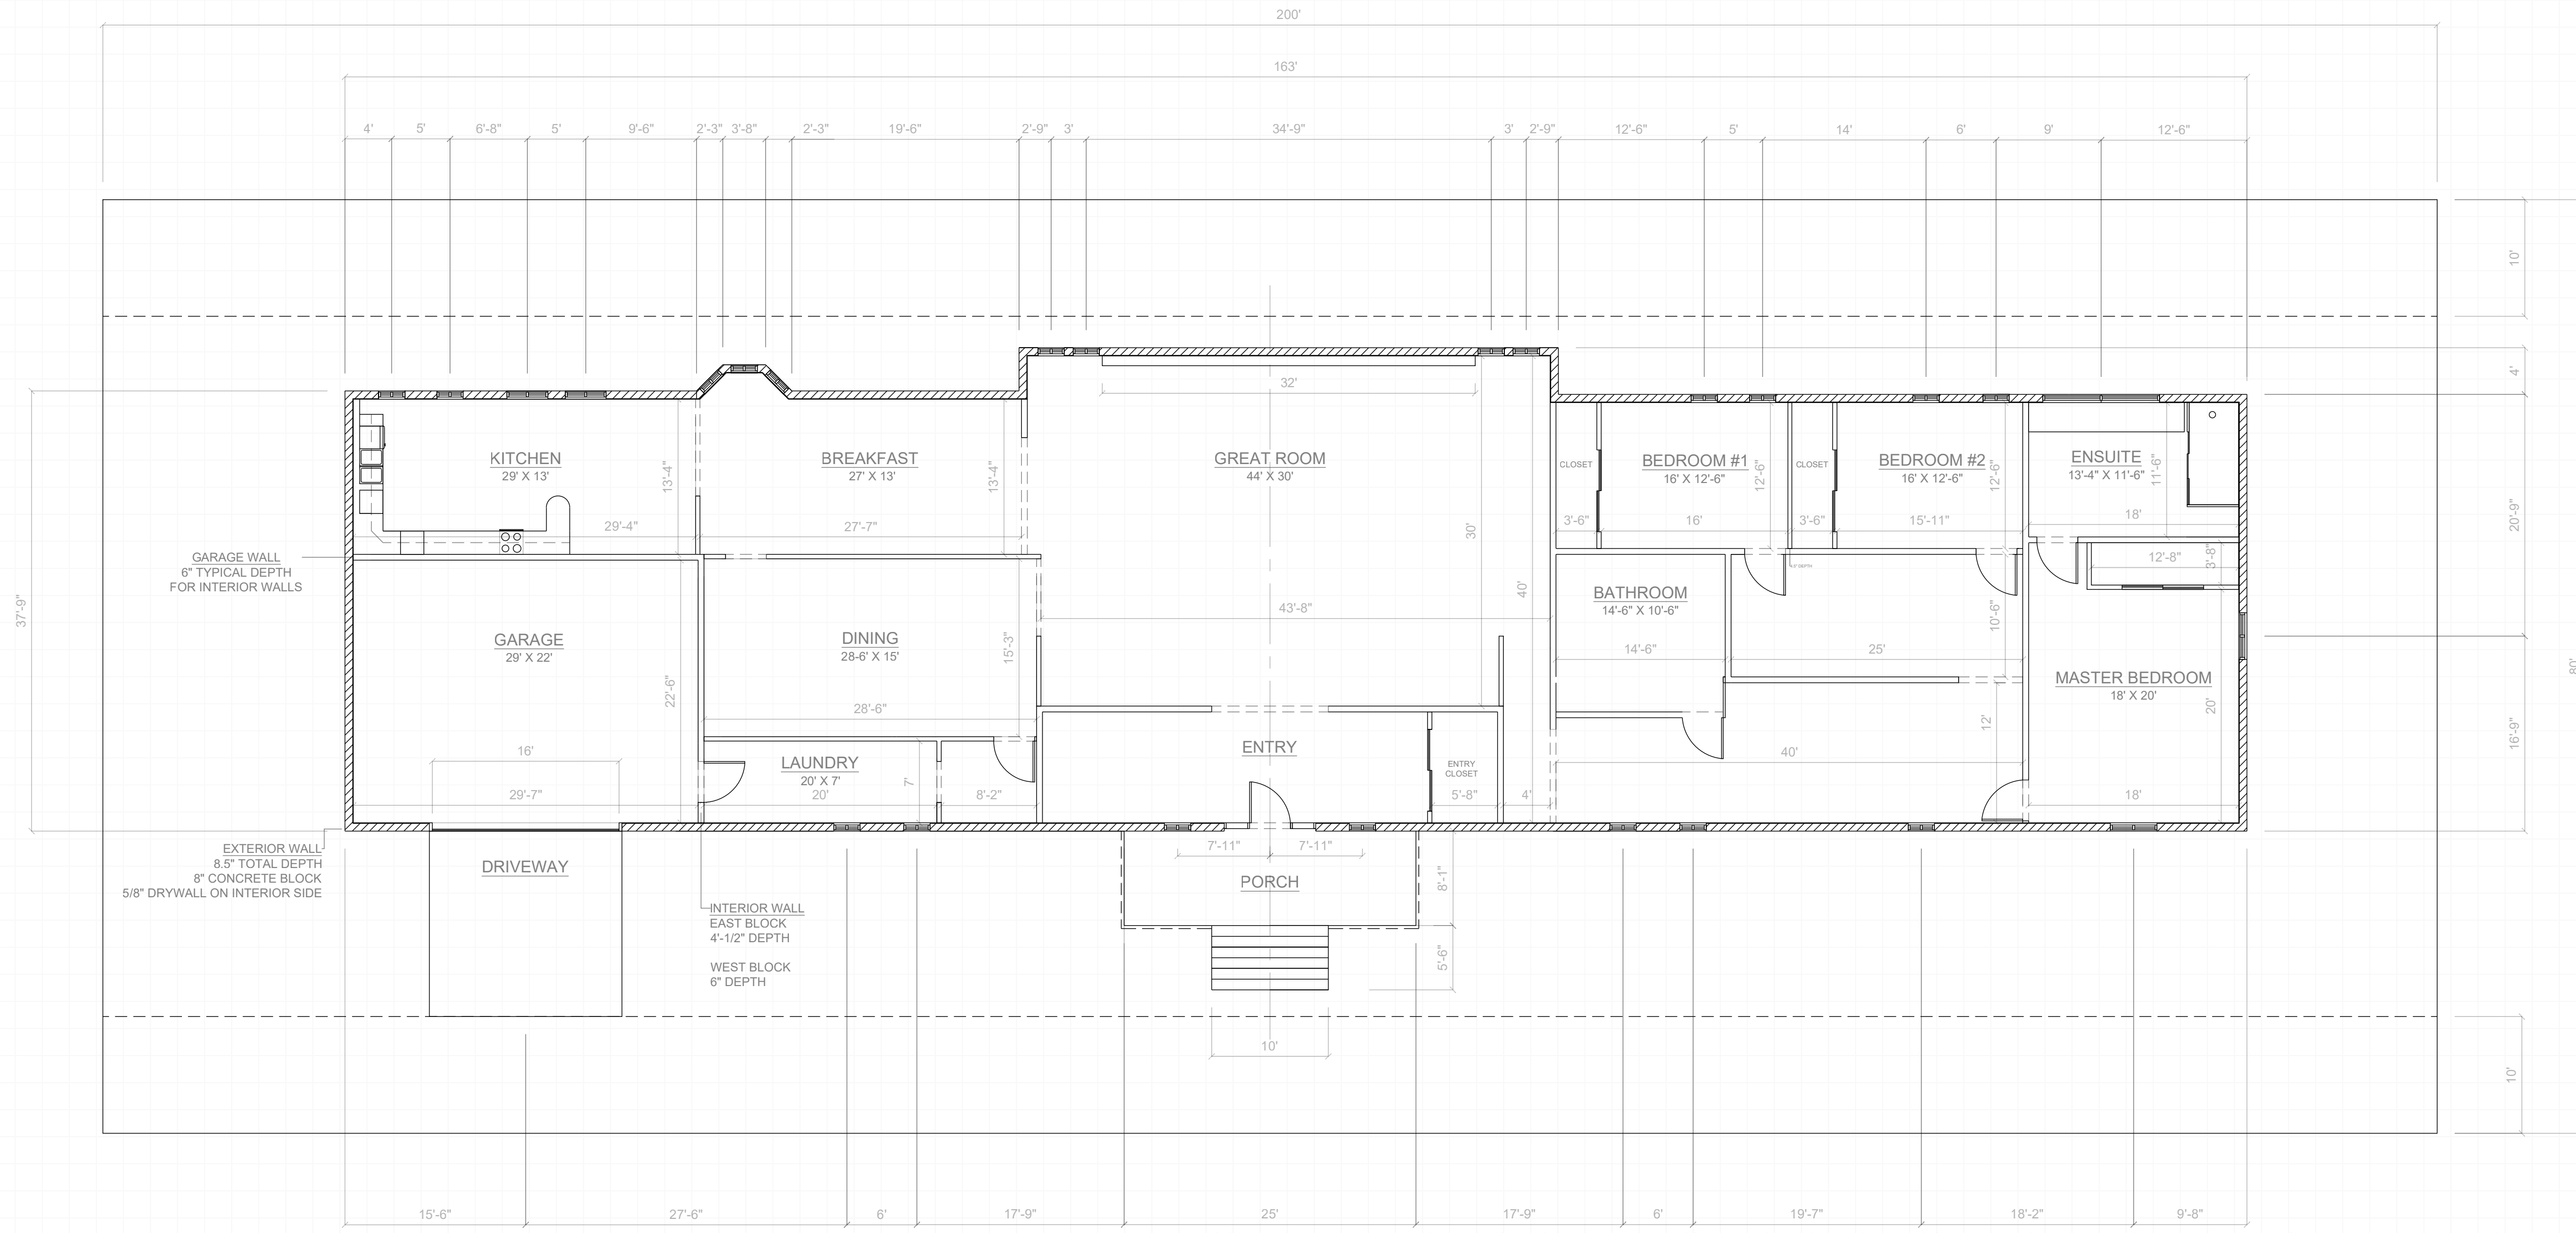 200'
163'
4' 5' 6'-8" 5' 9'-6" 2'-3" 3'-8" 2'-3" 19'-6" 2'-9" 3' 34'-9" 3' 2'-9" 12'-6" 5' 14' 6' 9' 12'-6"
10'
4'
32'
KITCHEN
29' X 13'
13'-4"
29'-4"
BREAKFAST
27' X 13'
13'-4"
27'-7"
GREAT ROOM
44' X 30'
30'
40'
43'-8"
CLOSET
3'-6"
BEDROOM #1
16' X 12'-6"
12'-6"
16'
CLOSET
3'-6"
BEDROOM #2
16' X 12'-6"
12'-6"
15'-11"
ENSUITE
13'-4" X 11'-6"
11'-6"
18'
20'-9"
12'-8"
3'-8"
GARAGE WALL
6" TYPICAL DEPTH
FOR INTERIOR WALLS
37'-9"
GARAGE
29' X 22'
22'-6"
16'
29'-7"
DINING
28-6' X 15'
15'-3"
28'-6"
BATHROOM
14'-6" X 10'-6"
14'-6"
10'-6"
25'
MASTER BEDROOM
18' X 20'
20'
18'
16'-9"
80'
LAUNDRY
20' X 7'
20'
7'
8'-2"
ENTRY
ENTRY
CLOSET
5'-8"
4'
12'
40'
EXTERIOR WALL
8.5" TOTAL DEPTH
8" CONCRETE BLOCK
5/8" DRYWALL ON INTERIOR SIDE
DRIVEWAY
INTERIOR WALL
EAST BLOCK
4'-1/2" DEPTH
WEST BLOCK
6" DEPTH
7'-11" 7'-11"
PORCH
8'-1"
5'-6"
10'
10'
15'-6" 27'-6" 6' 17'-9" 25' 17'-9" 6' 19'-7" 18'-2" 9'-8"